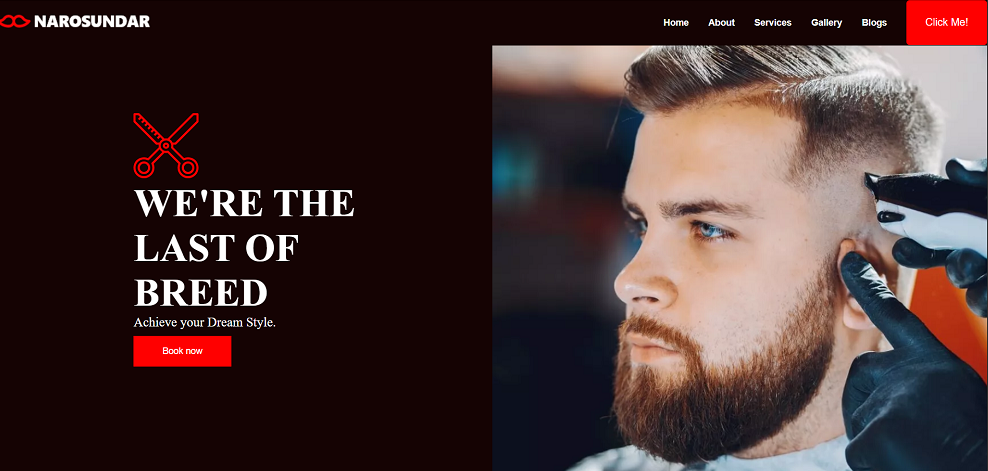 NAROSUNDAR
Home About Services Gallery Blogs Click Me!
WE'RE THE
LAST OF
BREED
Achieve your Dream Style.
Book now